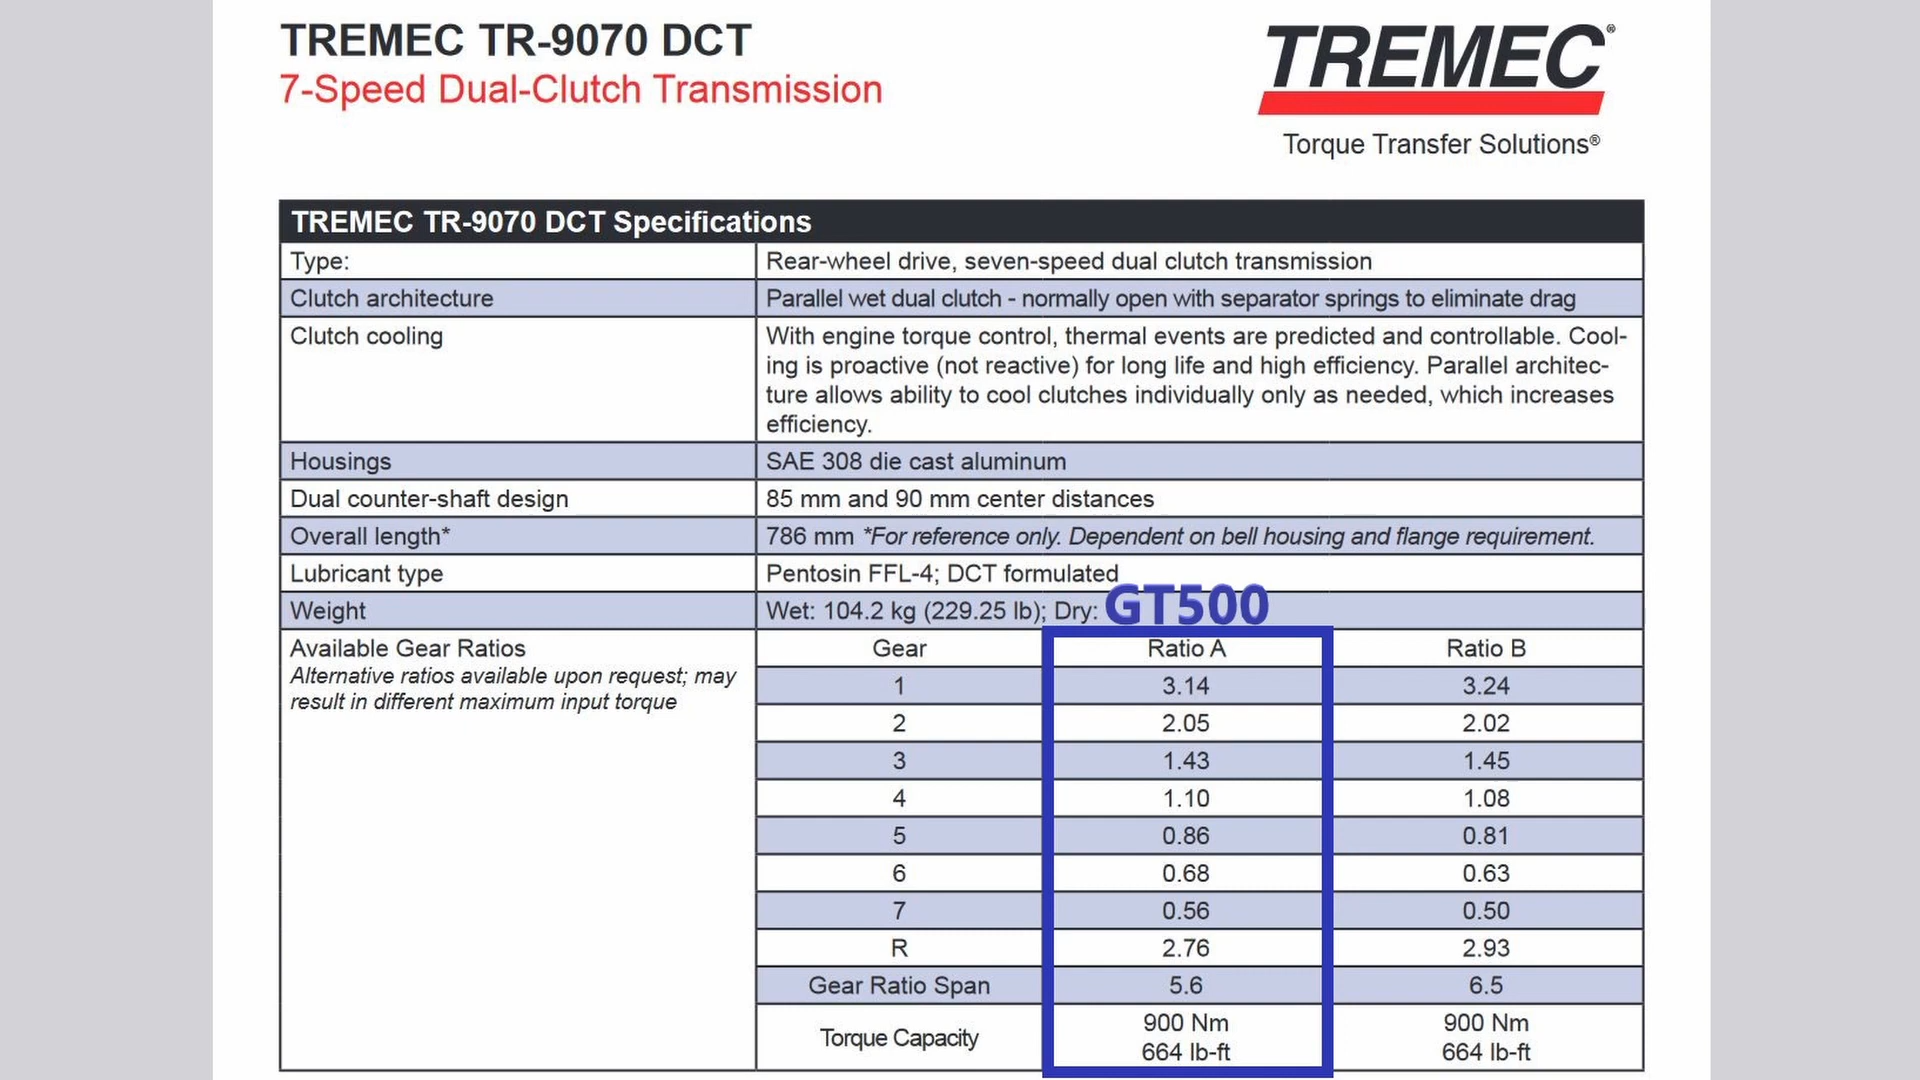 TREMEC TR-9070 DCT
7-Speed Dual-Clutch Transmission
TREMEC®
Torque Transfer Solutions®
TREMEC TR-9070 DCT Specifications
Type: Rear-wheel drive, seven-speed dual clutch transmission
Clutch architecture Parallel wet dual clutch - normally open with separator springs to eliminate drag
Clutch cooling With engine torque control, thermal events are predicted and controllable. Cool-
ing is proactive (not reactive) for long life and high efficiency. Parallel architec-
ture allows ability to cool clutches individually only as needed, which increases
efficiency.
Housings SAE 308 die cast aluminum
Dual counter-shaft design 85 mm and 90 mm center distances
Overall length* 786 mm *For reference only. Dependent on bell housing and flange requirement.
Lubricant type Pentosin FFL-4; DCT formulated
Weight Wet: 104.2 kg (229.25 lb); Dry:
GT500
Available Gear Ratios
Alternative ratios available upon request; may
result in different maximum input torque
Gear Ratio A Ratio B
1 3.14 3.24
2 2.05 2.02
3 1.43 1.45
4 1.10 1.08
5 0.86 0.81
6 0.68 0.63
7 0.56 0.50
R 2.76 2.93
Gear Ratio Span 5.6 6.5
Torque Capacity 900 Nm 900 Nm
664 lb-ft 664 lb-ft